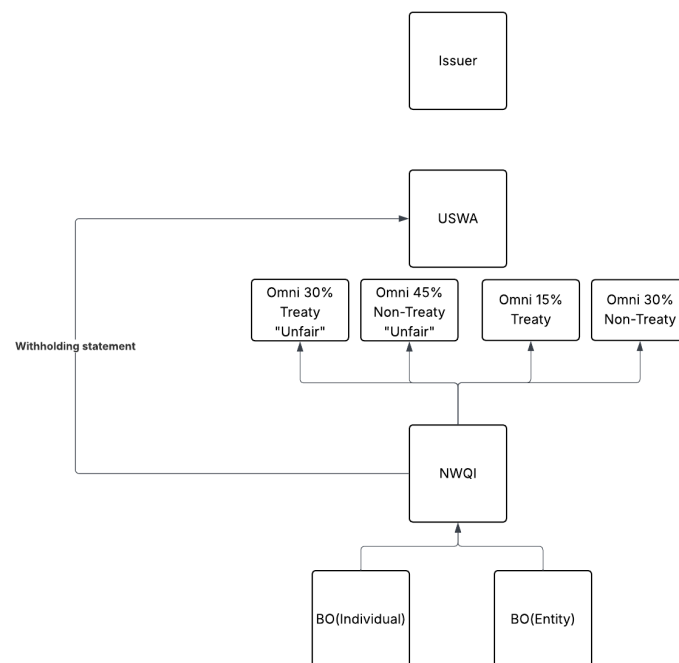 Issuer
USWA
Omni 30%
Treaty
"Unfair"
Omni 45%
Non-Treaty
"Unfair"
Omni 15%
Treaty
Omni 30%
Non-Treaty
Withholding statement
NWQI
BO(Individual)
BO(Entity)